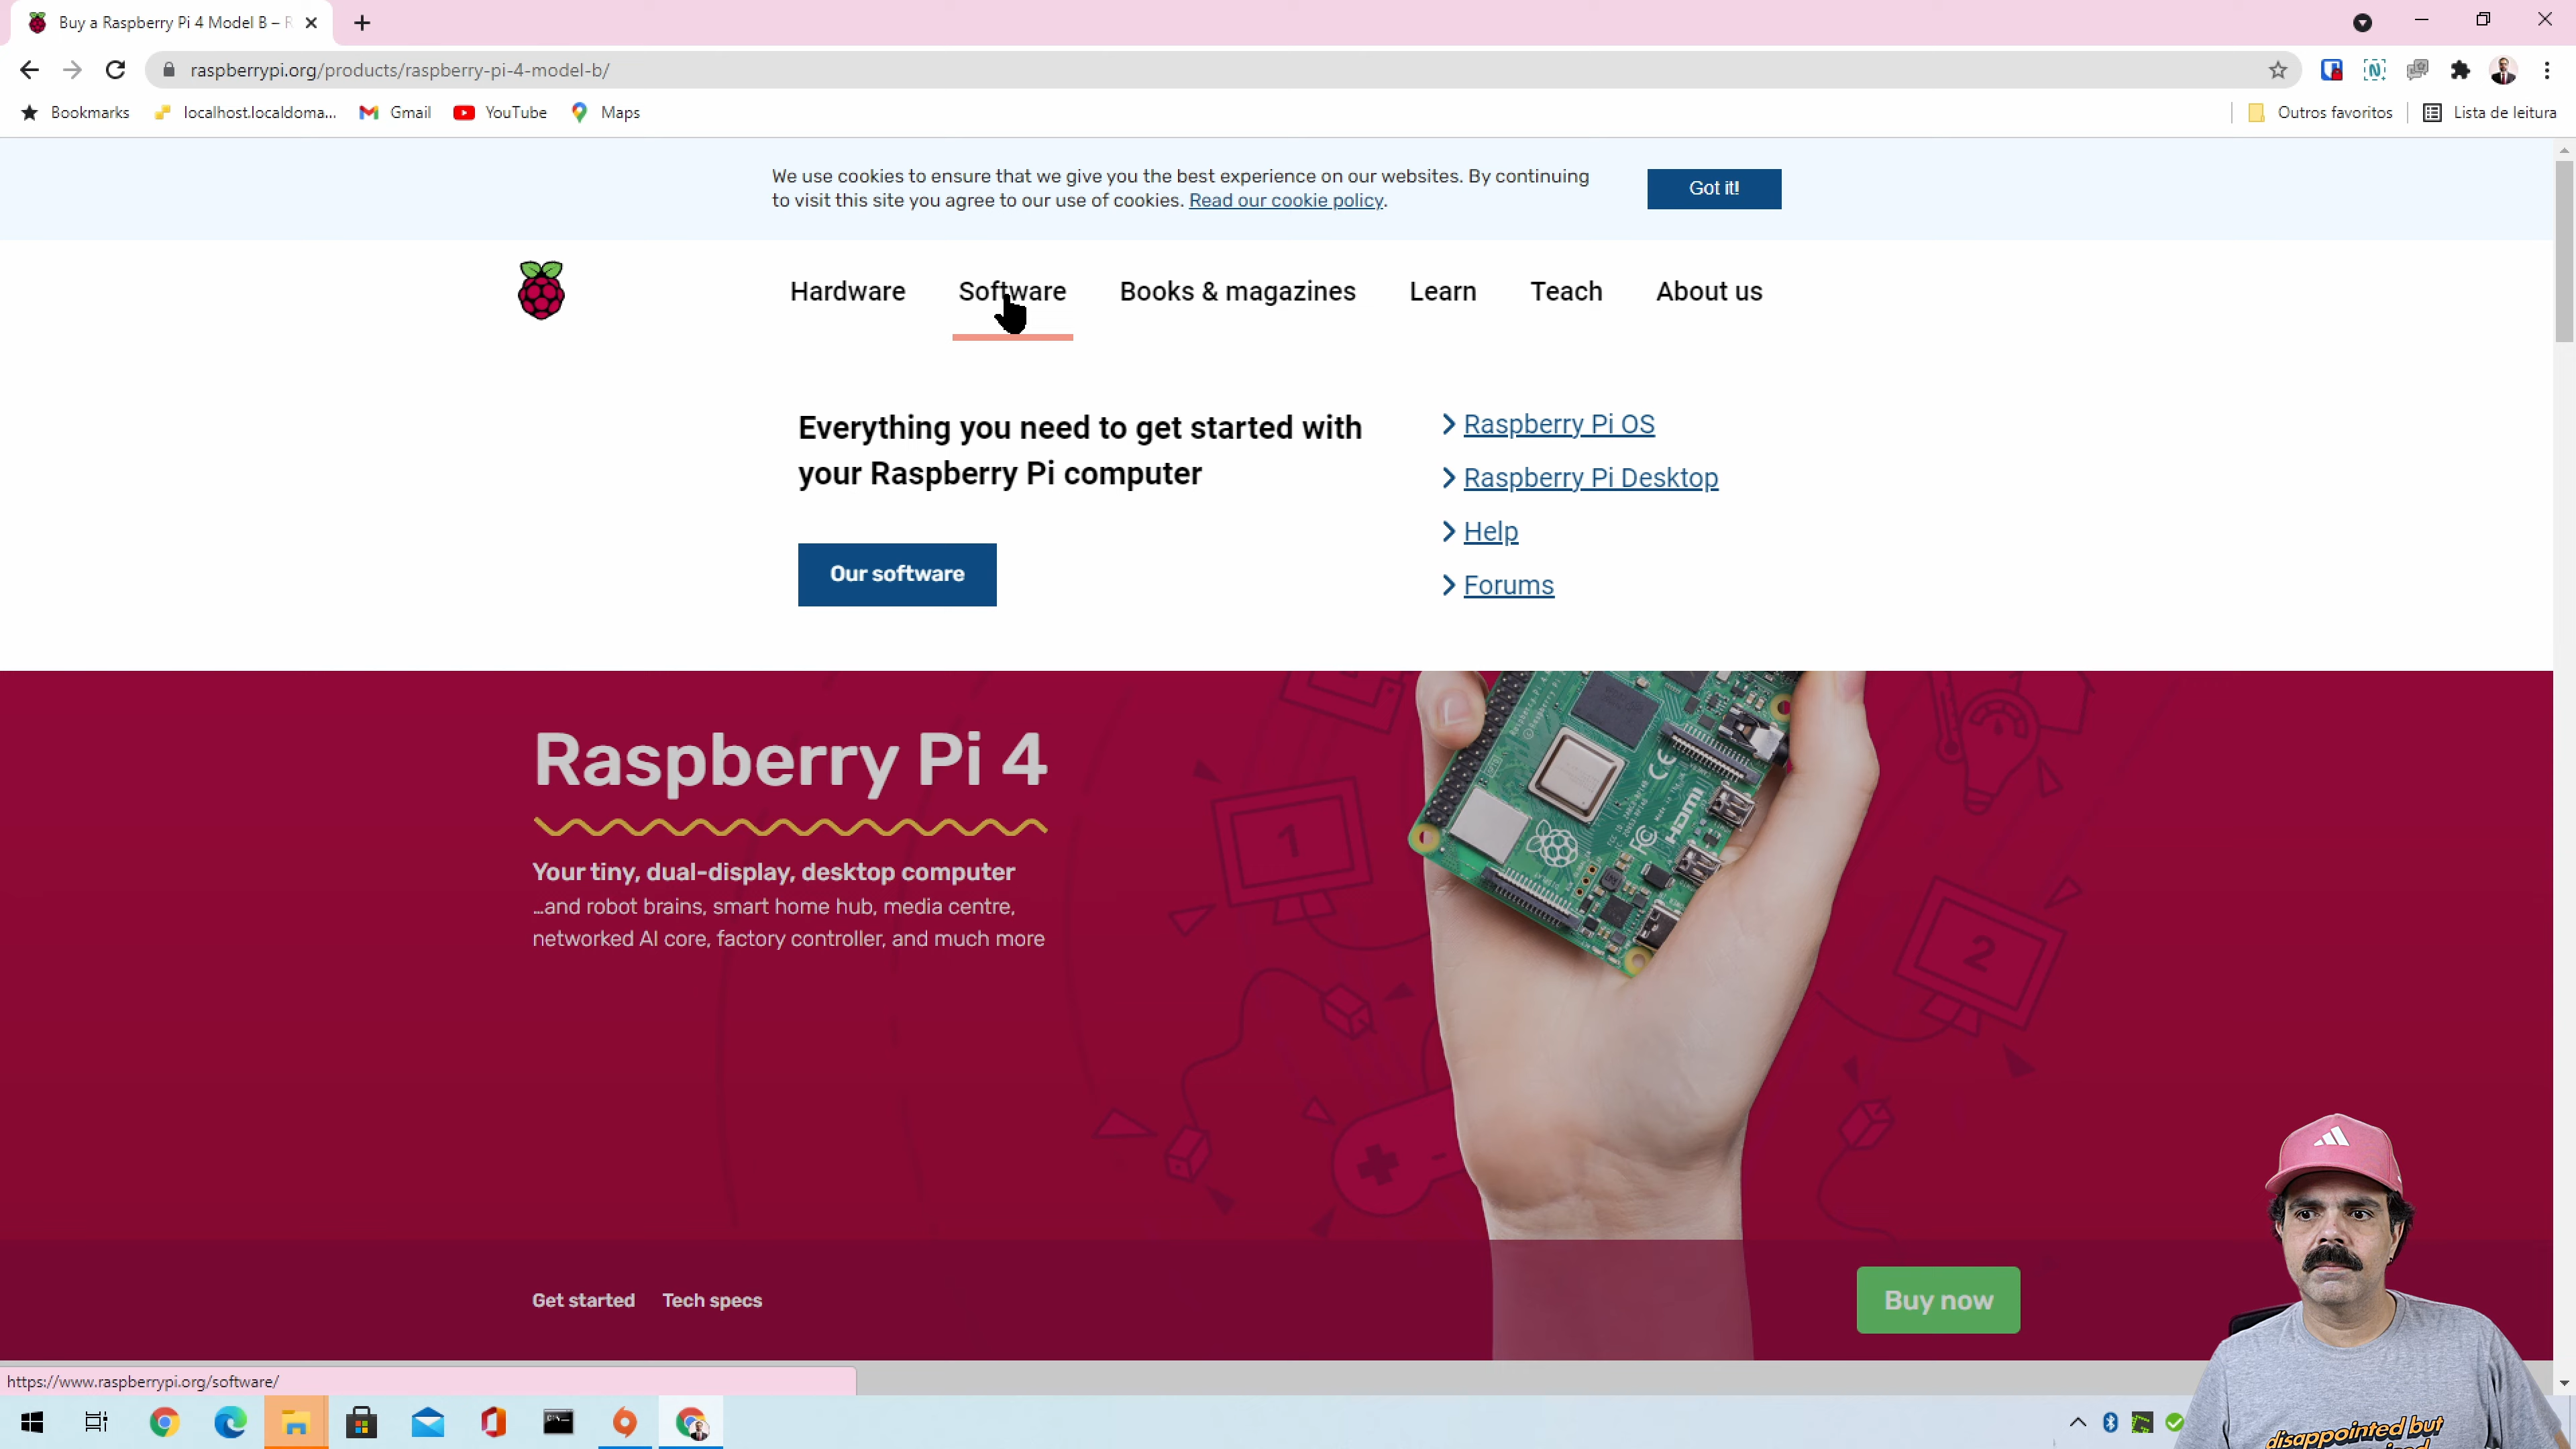 Buy a Raspberry Pi 4 Model B – R
raspberrypi.org/products/raspberry-pi-4-model-b/
Bookmarks localhost.localdoma... Gmail YouTube Maps Outros favoritos Lista de leitura
We use cookies to ensure that we give you the best experience on our websites. By continuing
to visit this site you agree to our use of cookies. Read our cookie policy.
Got it!
Hardware Software Books & magazines Learn Teach About us
Everything you need to get started with
your Raspberry Pi computer
Our software
Raspberry Pi OS
Raspberry Pi Desktop
Help
Forums
Raspberry Pi 4
Your tiny, dual-display, desktop computer
...and robot brains, smart home hub, media centre,
networked AI core, factory controller, and much more
1
2
HDMI
Get started Tech specs
Buy now
https://www.raspberrypi.org/software/
disappointed but